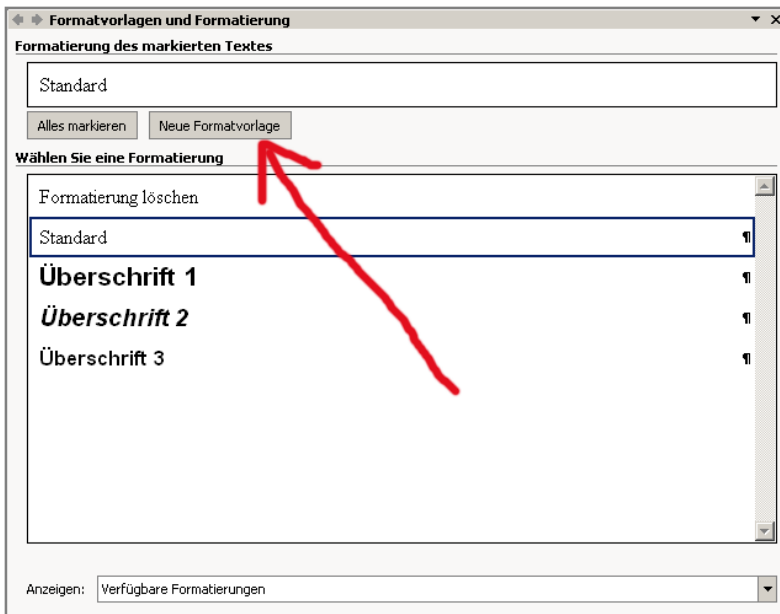 Formatvorlagen und Formatierung
Formatierung des markierten Textes
Standard
Alles markieren Neue Formatvorlage
Wählen Sie eine Formatierung
Formatierung löschen
Standard ¶
Überschrift 1 ¶
Überschrift 2 ¶
Überschrift 3 ¶
Anzeigen: Verfügbare Formatierungen